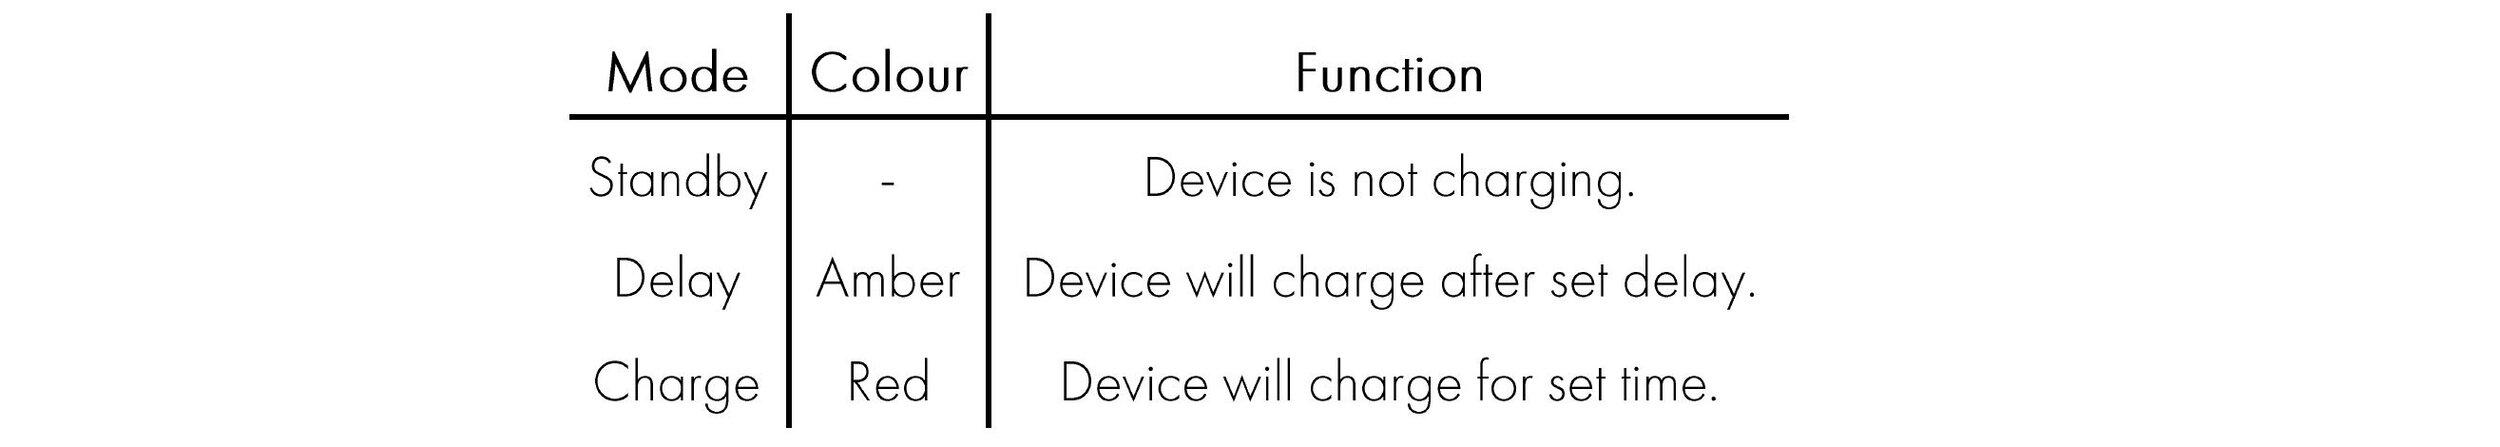 Mode Colour Function
Standby - Device is not charging.
Delay Amber Device will charge after set delay.
Charge Red Device will charge for set time.